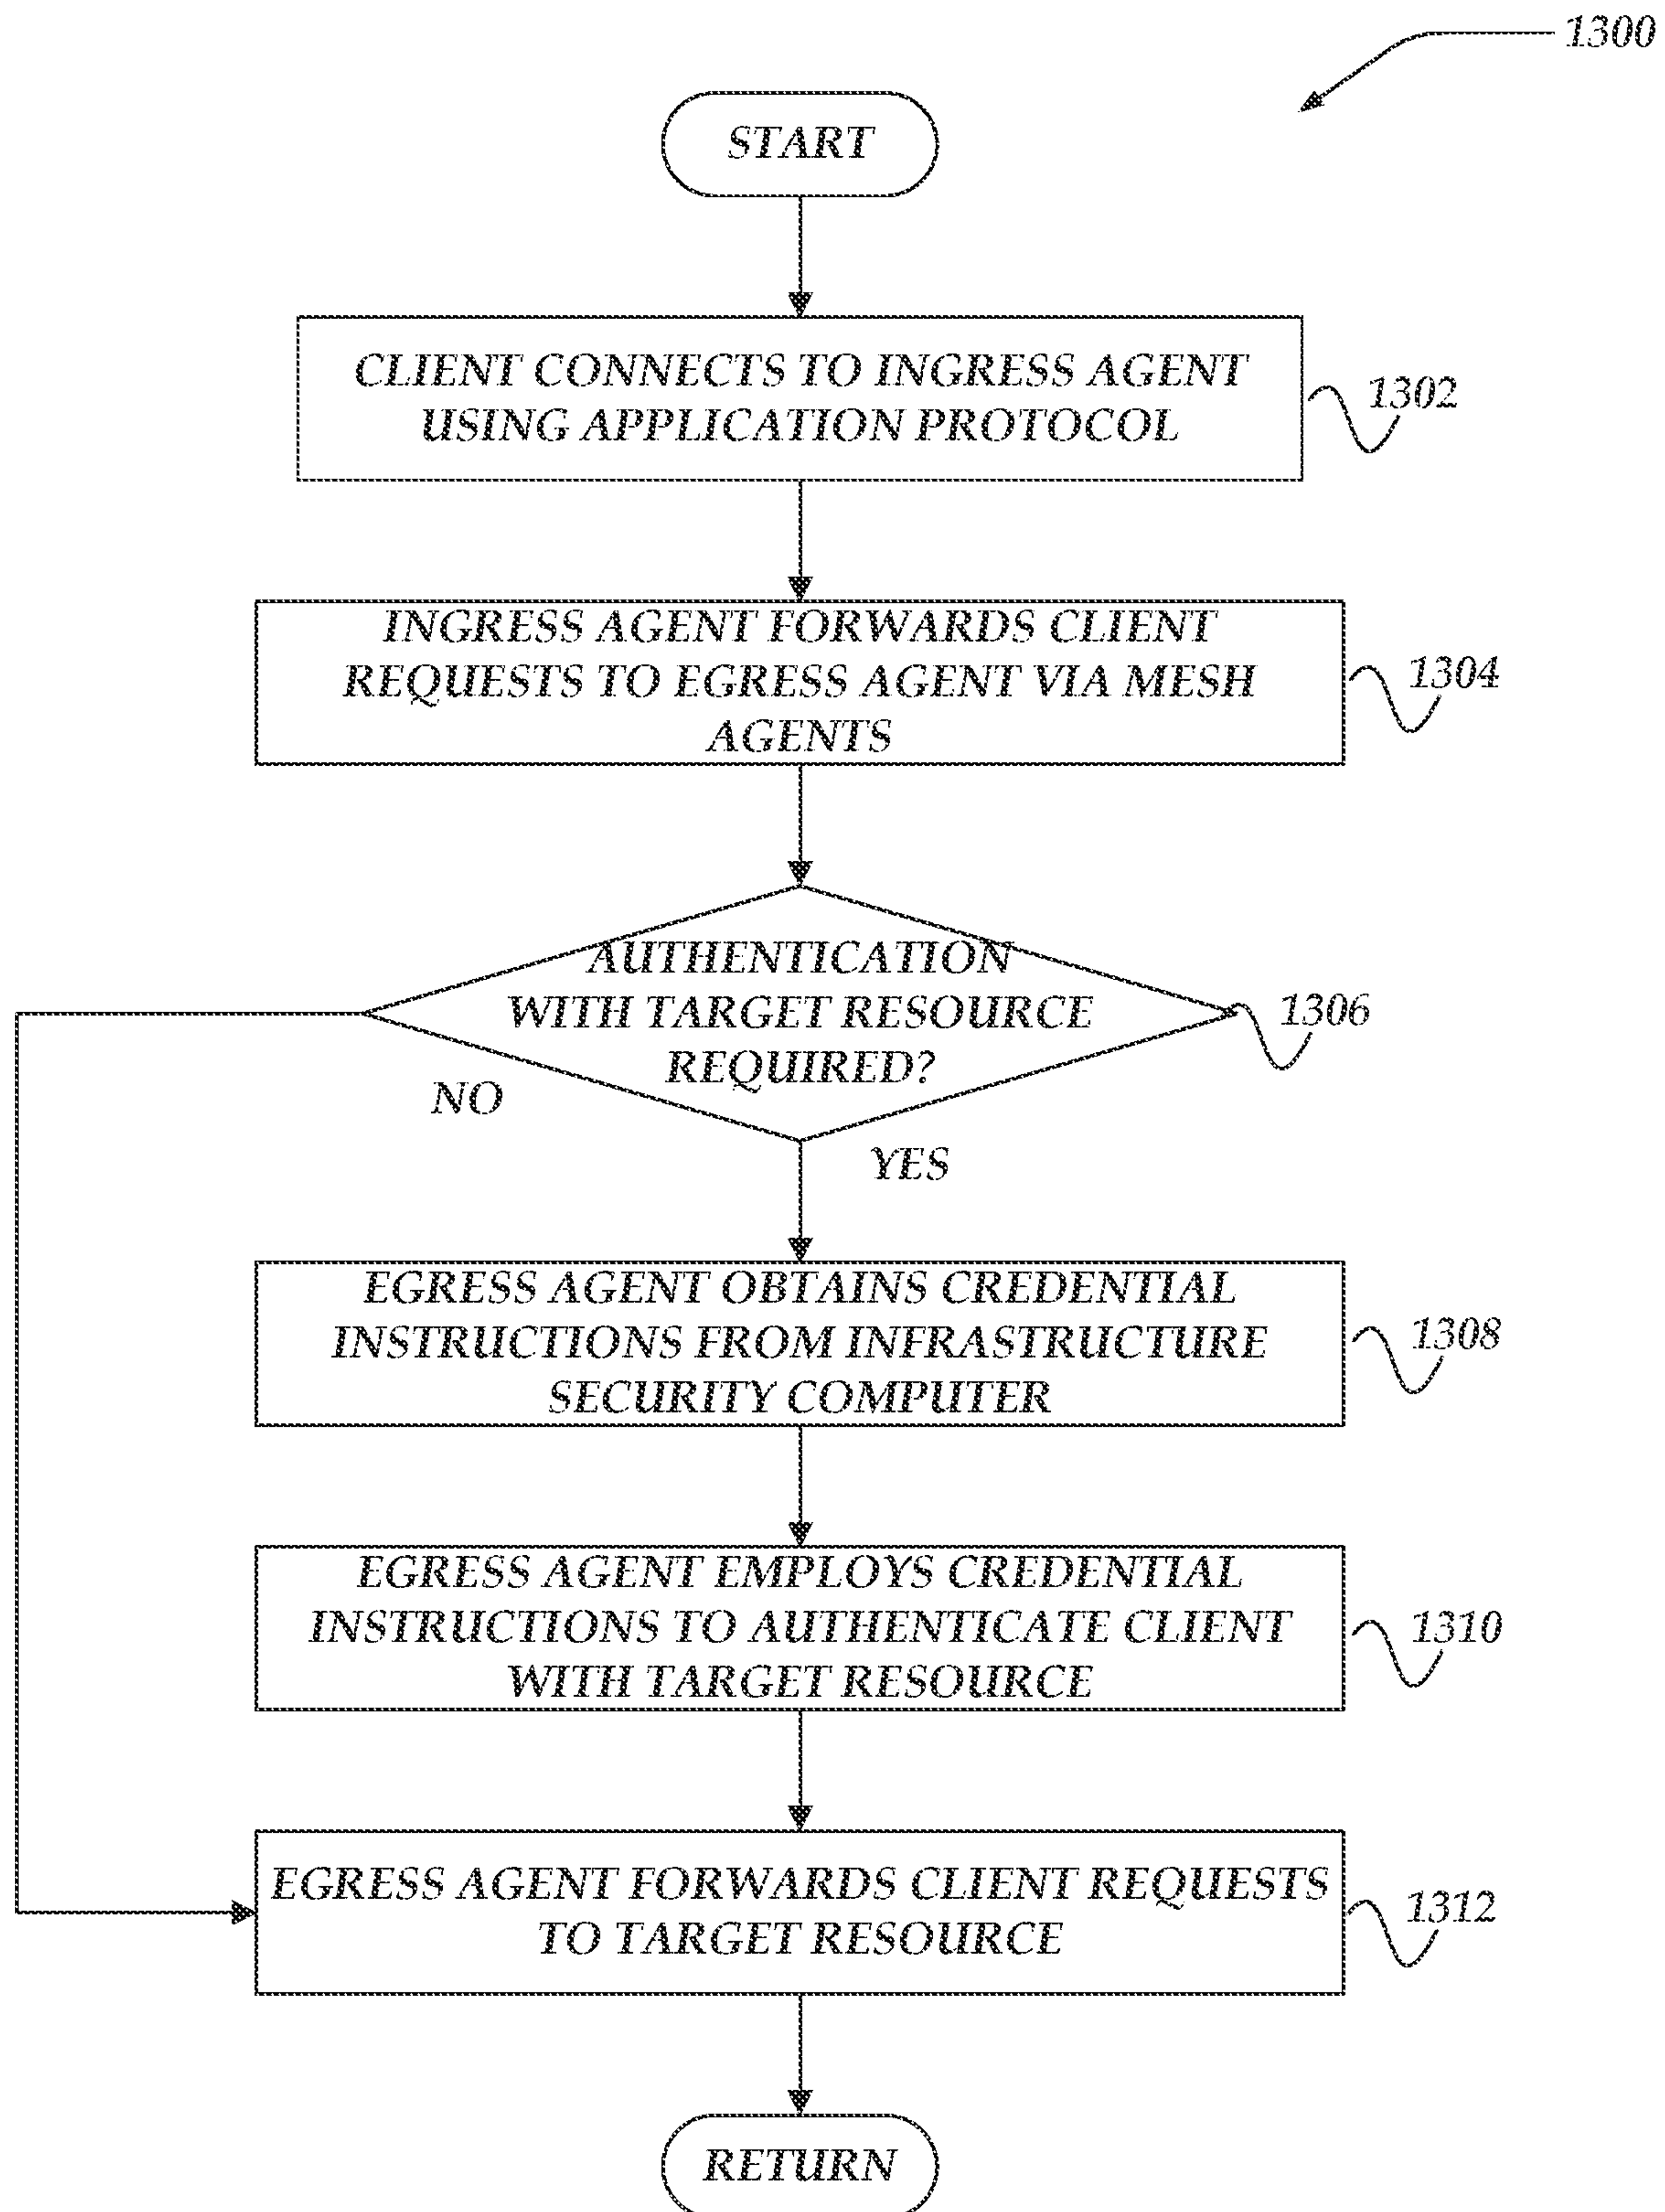 1300
START
CLIENT CONNECTS TO INGRESS AGENT
USING APPLICATION PROTOCOL
1302
INGRESS AGENT FORWARDS CLIENT
REQUESTS TO EGRESS AGENT VIA MESH
AGENTS
1304
AUTHENTICATION
WITH TARGET RESOURCE
REQUIRED?
1306
NO
YES
EGRESS AGENT OBTAINS CREDENTIAL
INSTRUCTIONS FROM INFRASTRUCTURE
SECURITY COMPUTER
1308
EGRESS AGENT EMPLOYS CREDENTIAL
INSTRUCTIONS TO AUTHENTICATE CLIENT
WITH TARGET RESOURCE
1310
EGRESS AGENT FORWARDS CLIENT REQUESTS
TO TARGET RESOURCE
1312
RETURN